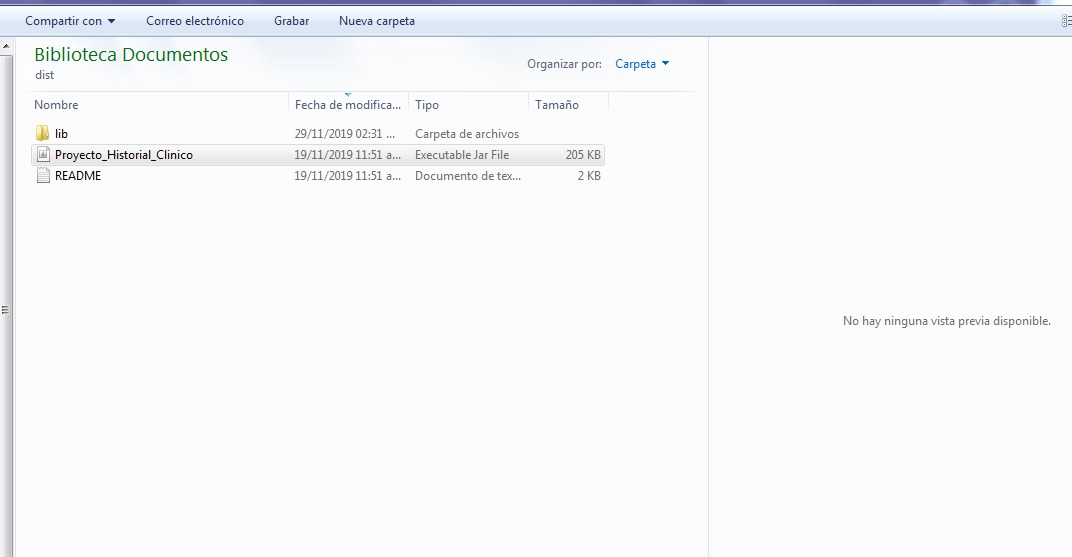 Compartir con Correo electrónico Grabar Nueva carpeta
Biblioteca Documentos
dist
Organizar por: Carpeta
Nombre Fecha de modifica... Tipo Tamaño
lib 29/11/2019 02:31 ... Carpeta de archivos
Proyecto_Historial_Clinico 19/11/2019 11:51 a... Executable Jar File 205 KB
README 19/11/2019 11:51 a... Documento de tex... 2 KB
No hay ninguna vista previa disponible.